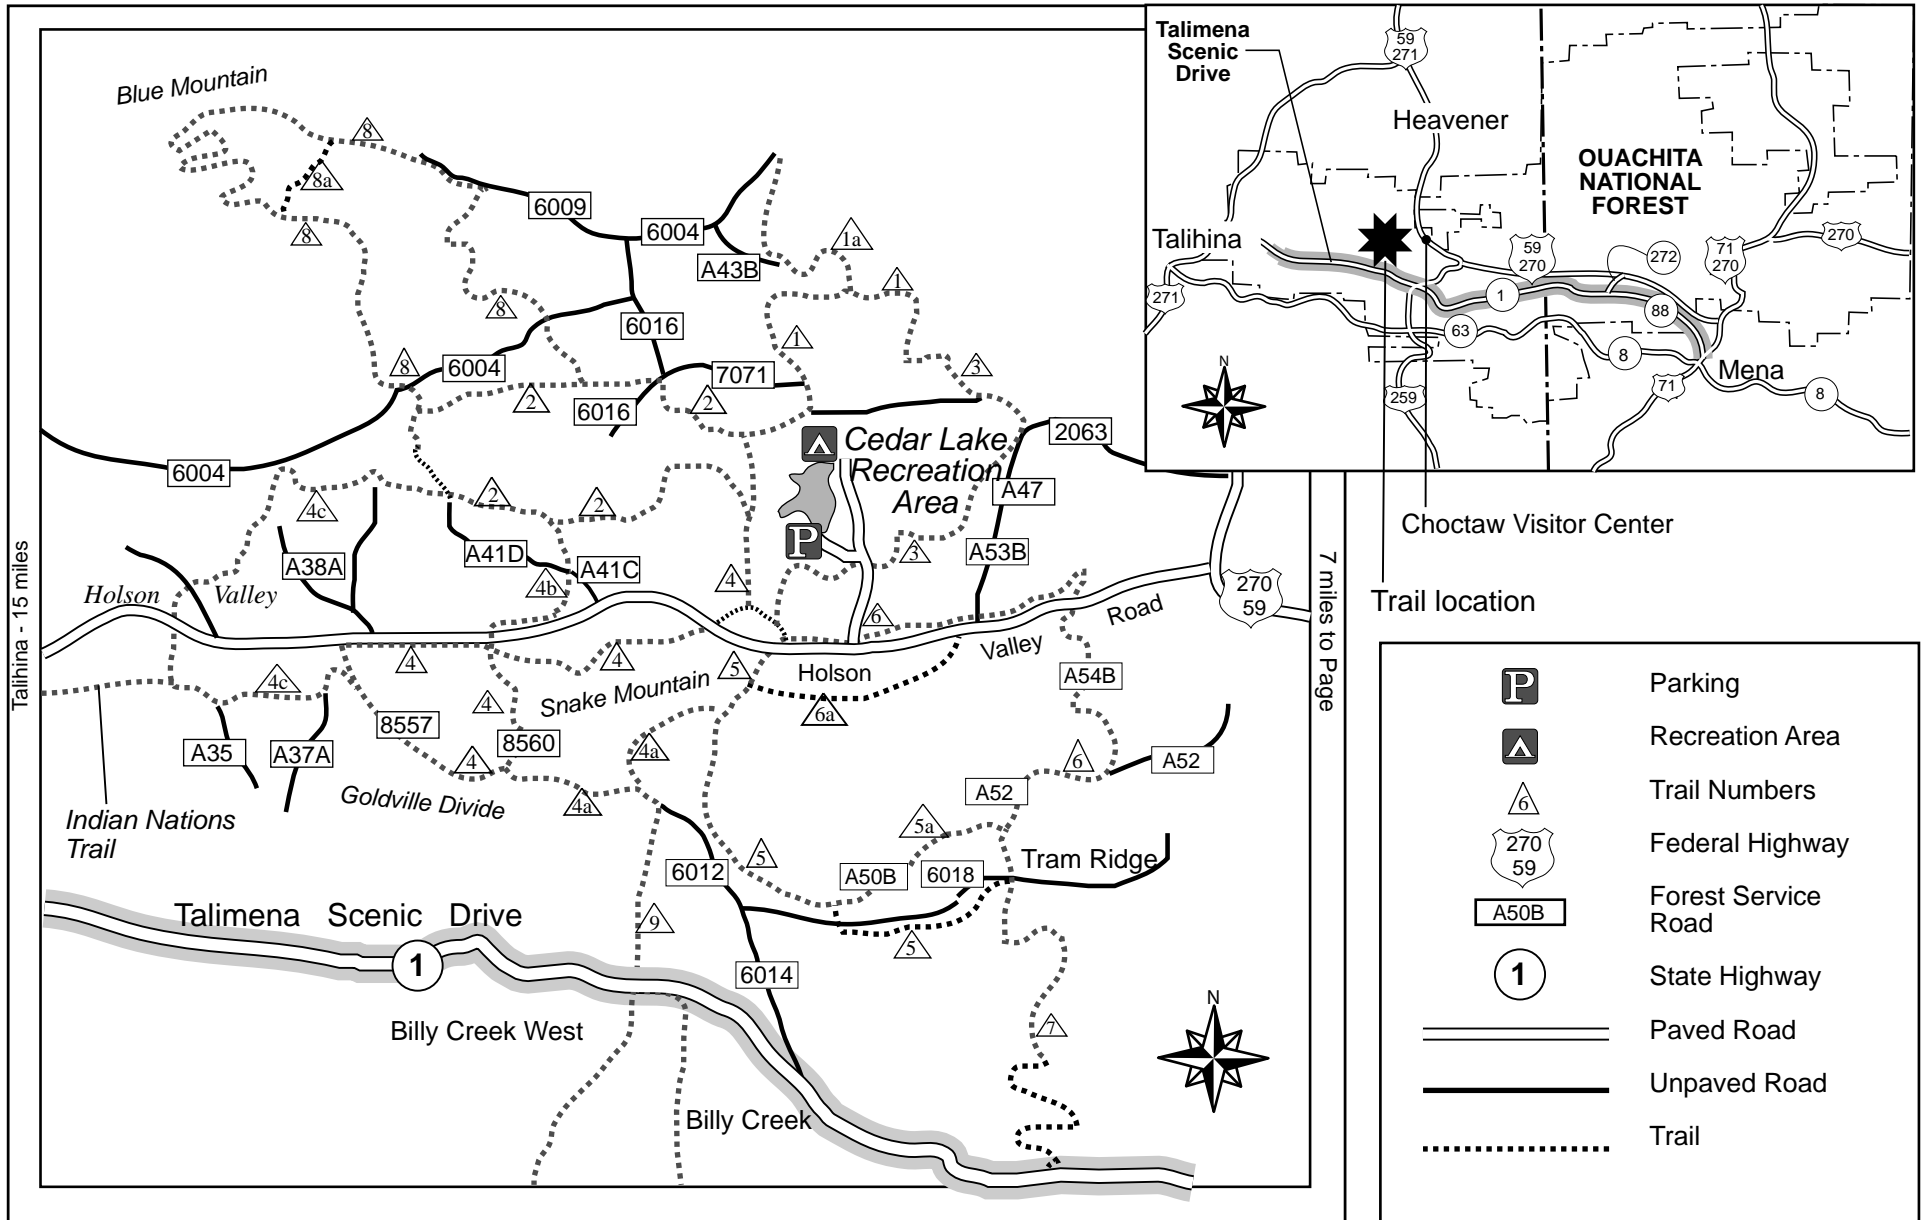 Blue Mountain
8
8a
8
6009
6004
A43B
1a
1
8
6016
1
8
6004
7071
3
2
6016
2
Cedar Lake
Recreation
Area
2063
6004
4c
2
2
A47
P
A38A
A41D
A41C
4b
4
3
A53B
Holson
Valley
6
270
59
Road
Valley
4
4
5
Holson
4c
4
Snake Mountain
6a
A54B
A35
A37A
8557
8560
4a
4
6
A52
Goldville Divide
4a
A52
Indian Nations
Trail
5a
5
6012
A50B
6018
Tram Ridge
Talimena Scenic Drive
9
5
1
6014
Billy Creek West
7
N
Billy Creek
Talihina - 15 miles
7 miles to Page
Talimena
Scenic
Drive
59
271
Heavener
OUACHITA
NATIONAL
FOREST
Talihina
59
270
272
71
270
270
271
1
88
63
8
N
Mena
71
259
8
Choctaw Visitor Center
Trail location
P
Parking
Recreation Area
6
Trail Numbers
270
59
Federal Highway
A50B
Forest Service
Road
1
State Highway
Paved Road
Unpaved Road
Trail